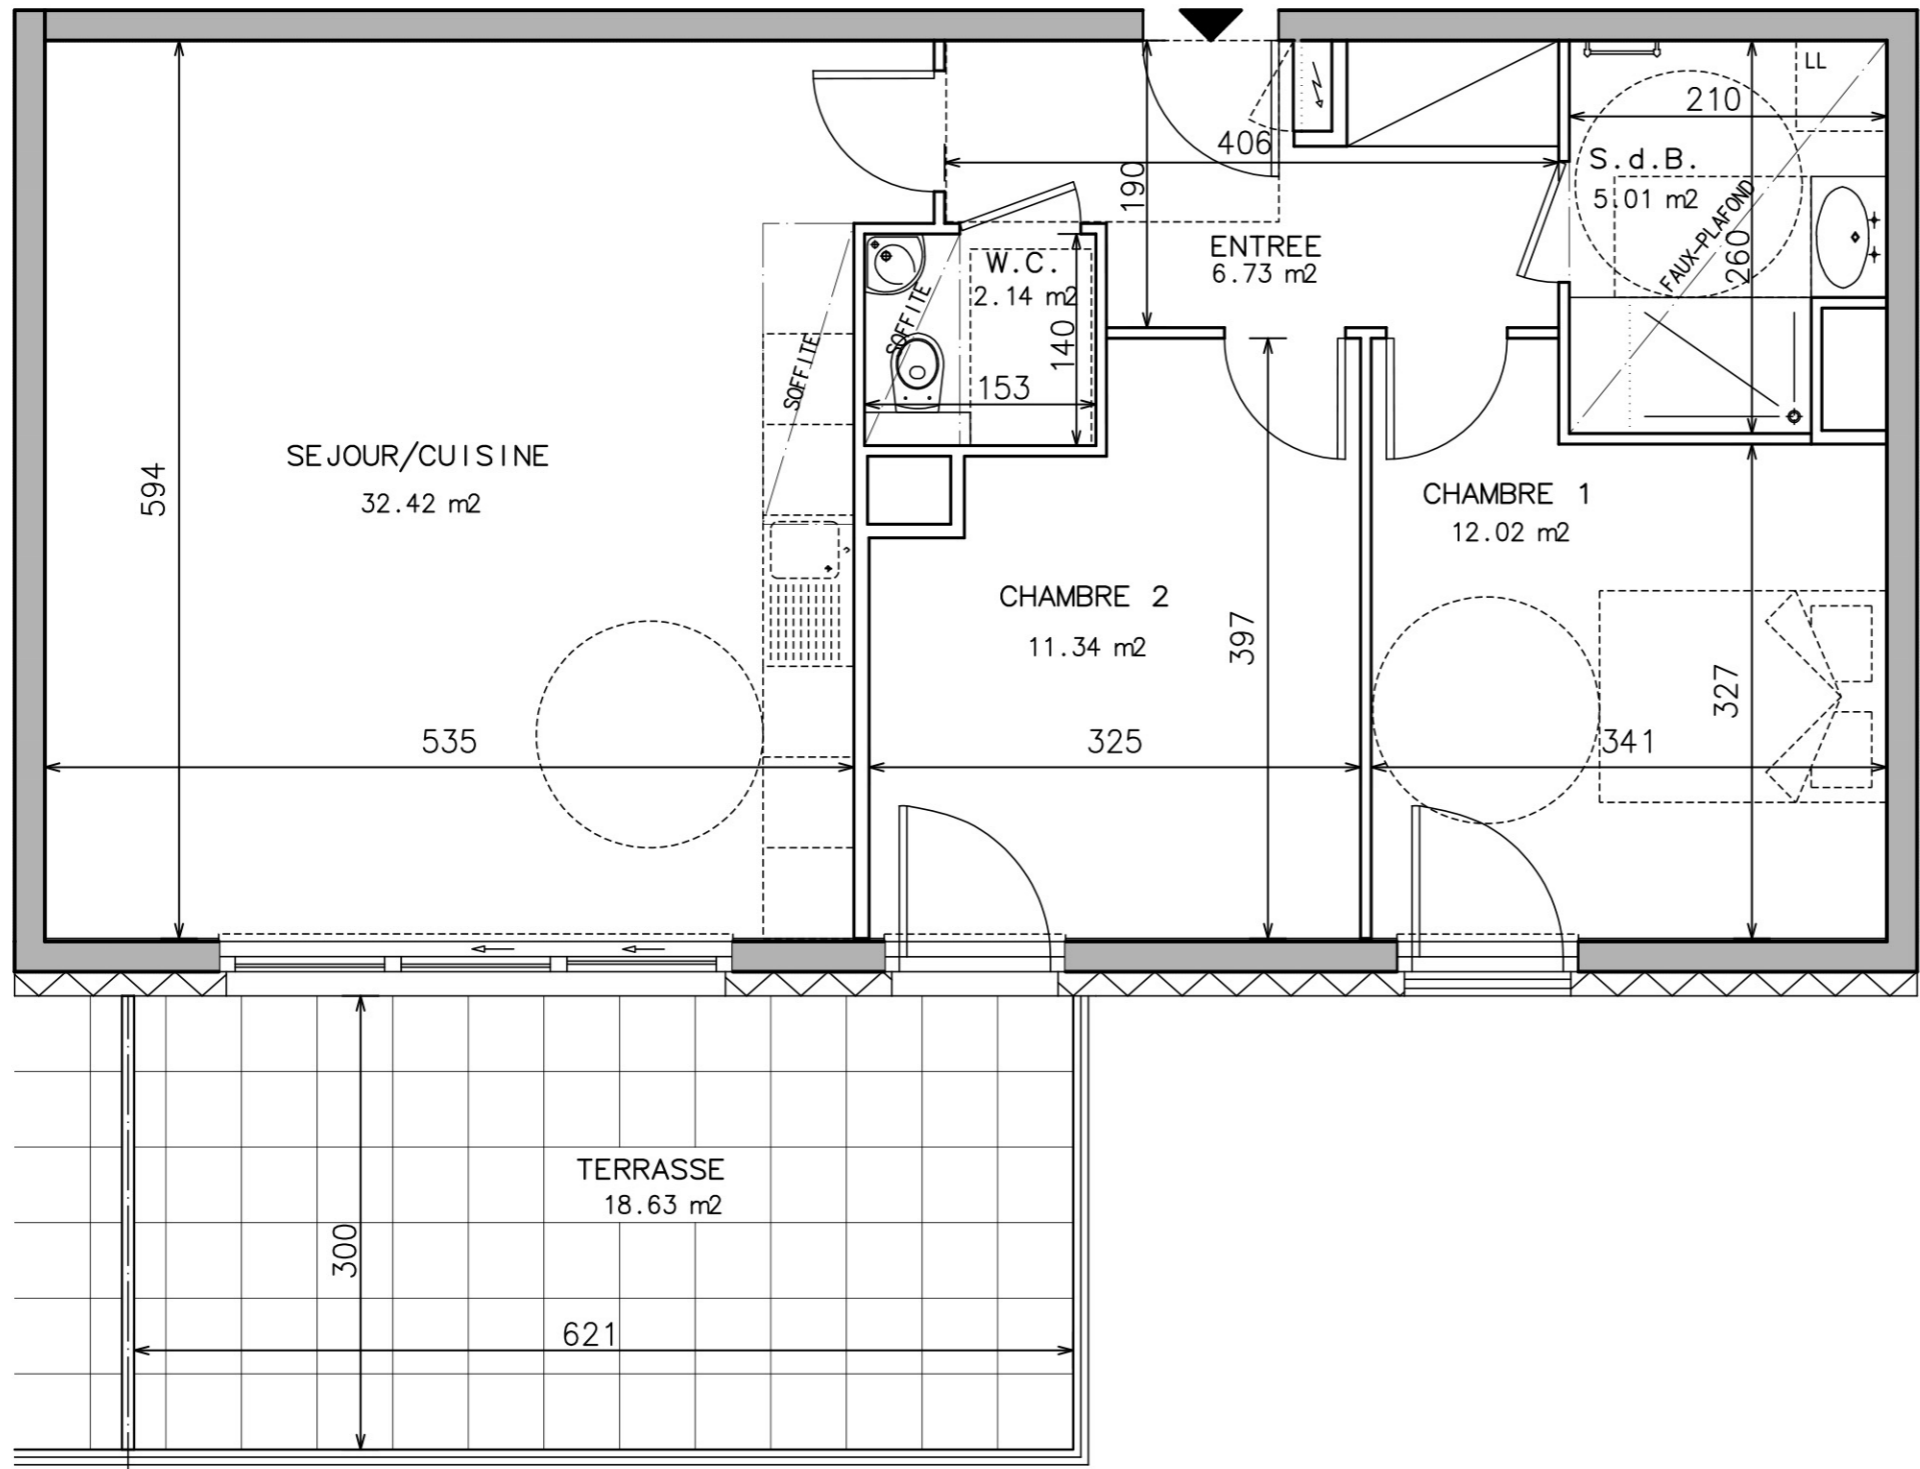 LL
210
406
S.d.B.
5.01 m2
190
FAUX-PLAFOND
260
ENTREE
6.73 m2
W.C.
2.14 m2
SOFFITE
140
153
SOFFITE
SEJOUR/CUISINE
32.42 m2
594
CHAMBRE 1
12.02 m2
CHAMBRE 2
11.34 m2
397
327
535
325
341
TERRASSE
18.63 m2
300
621